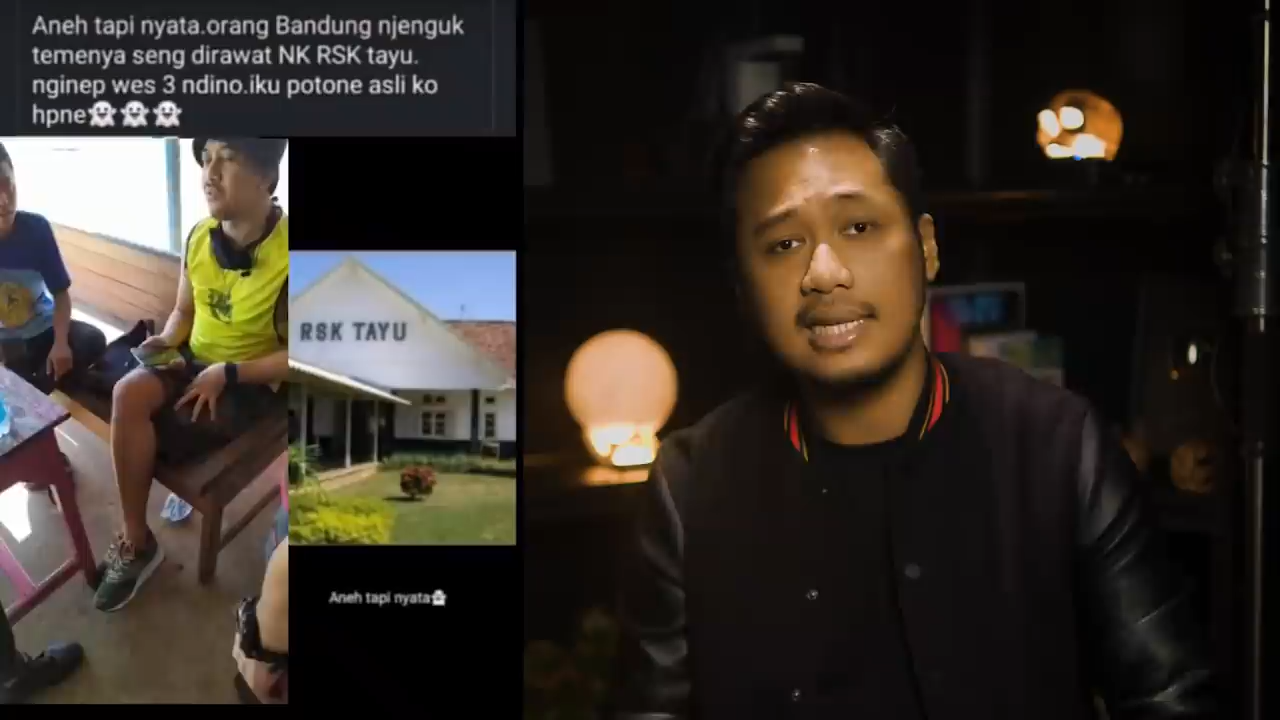 Aneh tapi nyata.orang Bandung njenguk
temenya seng dirawat NK RSK tayu.
nginep wes 3 ndino.iku potone asli ko
hpne👻👻👻
RSK TAYU
Aneh tapi nyata👻